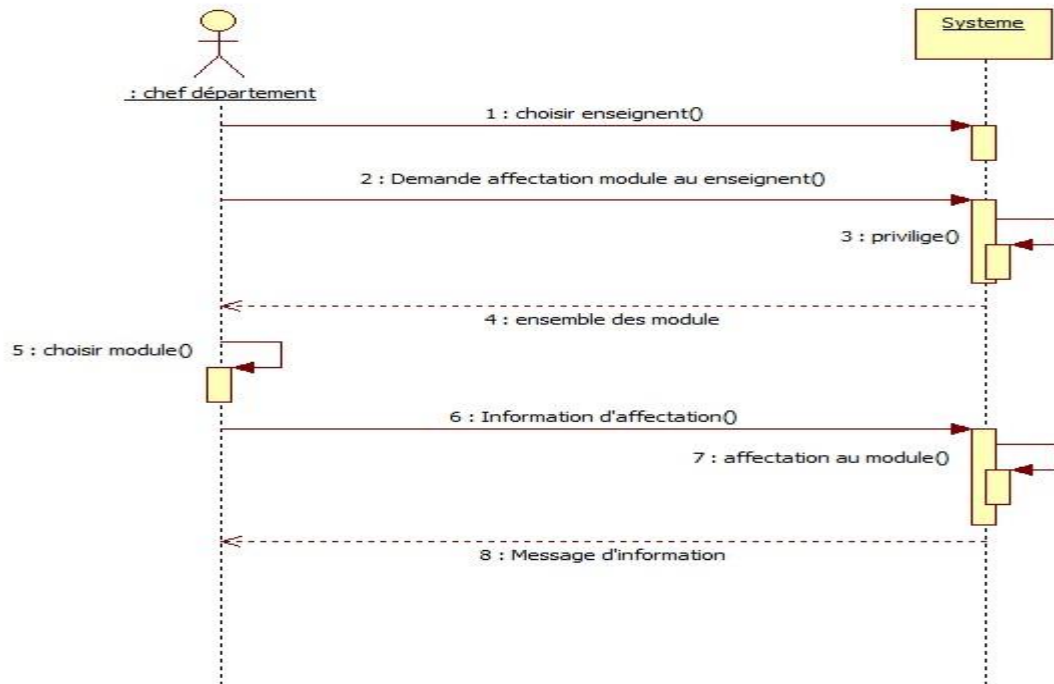 Systeme
: chef département
1 : choisir enseignent()
2 : Demande affectation module au enseignent()
3 : privilige()
4 : ensemble des module
5 : choisir module()
6 : Information d'affectation()
7 : affectation au module()
8 : Message d'information